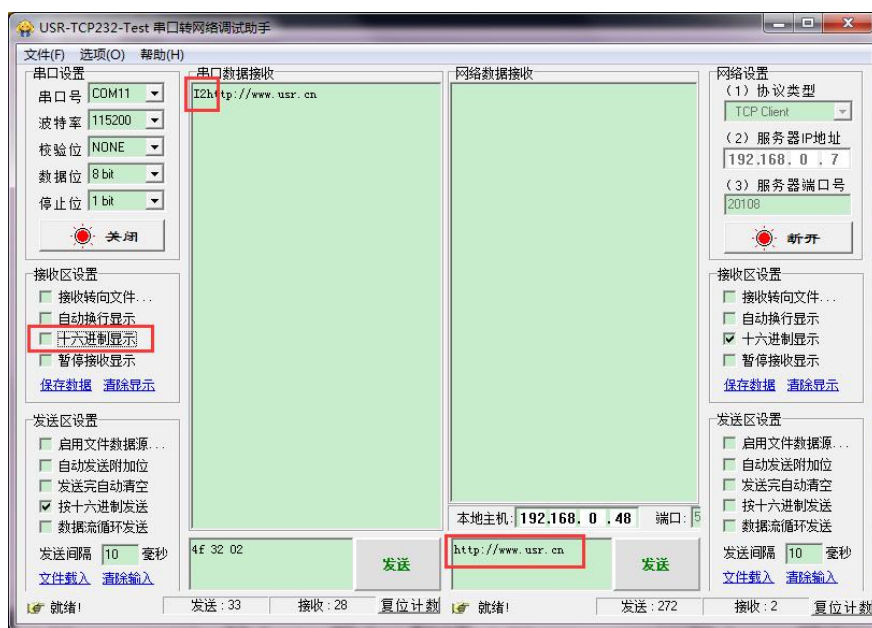 USR-TCP232-Test 串口转网络调试助手
文件(F) 选项(O) 帮助(H)
串口设置
串口号 COM11
波特率 115200
校验位 NONE
数据位 8 bit
停止位 1 bit
关闭
接收区设置
接收转向文件...
自动换行显示
十六进制显示
暂停接收显示
保存数据 清除显示
发送区设置
启用文件数据源...
自动发送附加位
发送完自动清空
按十六进制发送
数据流循环发送
发送间隔 10 毫秒
文件载入 清除输入
就绪!
串口数据接收
I2http://www.usr.cn
4f 32 02
发送
发送:33 接收:28 复位计数
网络数据接收
本地主机: 192.168. 0 .48 端口: 5
http://www.usr.cn
发送
就绪! 发送:272 接收:2 复位计数
网络设置
(1) 协议类型
TCP Client
(2) 服务器IP地址
192.168. 0 . 7
(3) 服务器端口号
20108
断开
接收区设置
接收转向文件...
自动换行显示
十六进制显示
暂停接收显示
保存数据 清除显示
发送区设置
启用文件数据源...
自动发送附加位
发送完自动清空
按十六进制发送
数据流循环发送
发送间隔 10 毫秒
文件载入 清除输入